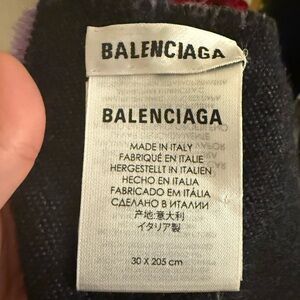 BALENCIAGA
BALENCIAGA
MADE IN ITALY
FABRIQUÉ EN ITALIE
HERGESTELLT IN ITALIEN
HECHO EN ITALIA
FABRICADO EM ITÁLIA
СДЕЛАНО В ИТАЛИИ
产地:意大利
イタリア製
30 X 205 cm